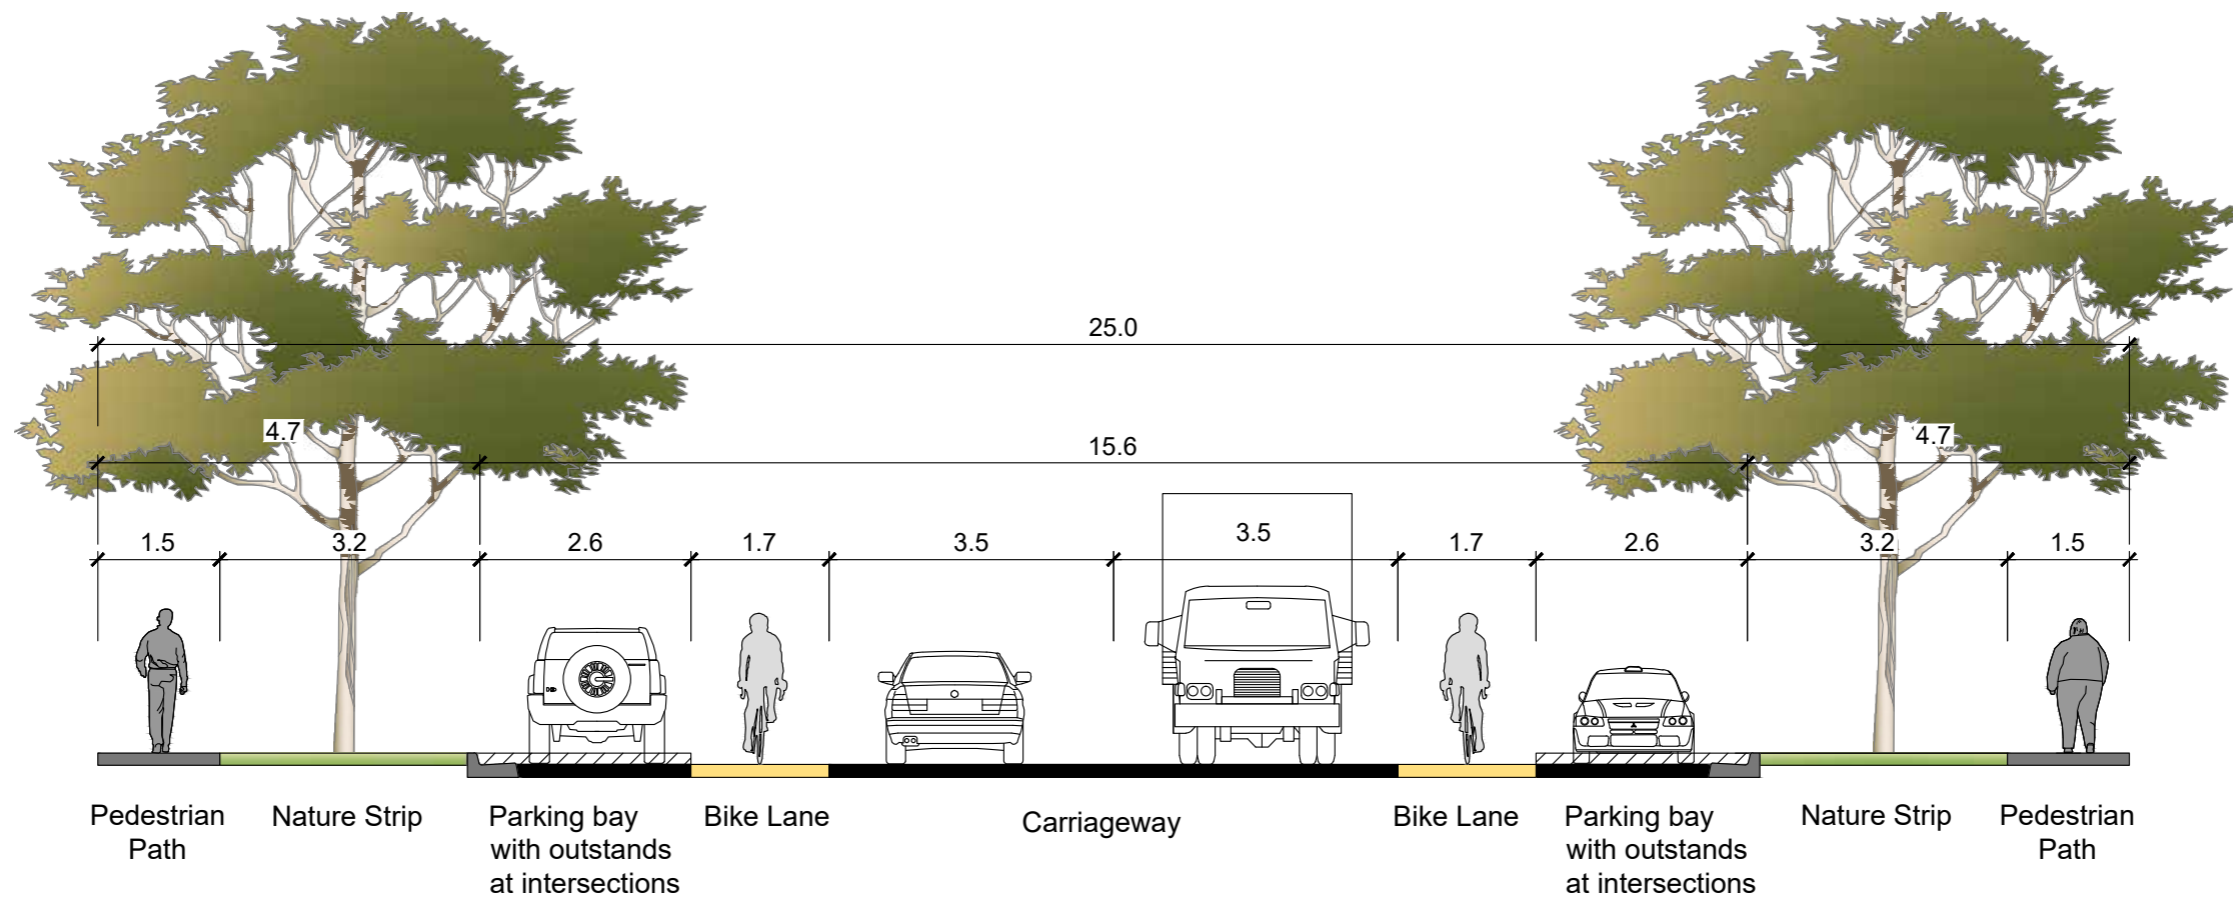 25.0
4.7
15.6
4.7
1.5
3.2
2.6
1.7
3.5
3.5
1.7
2.6
3.2
1.5
Pedestrian
Path
Nature Strip
Parking bay
with outstands
at intersections
Bike Lane
Carriageway
Bike Lane
Parking bay
with outstands
at intersections
Nature Strip
Pedestrian
Path